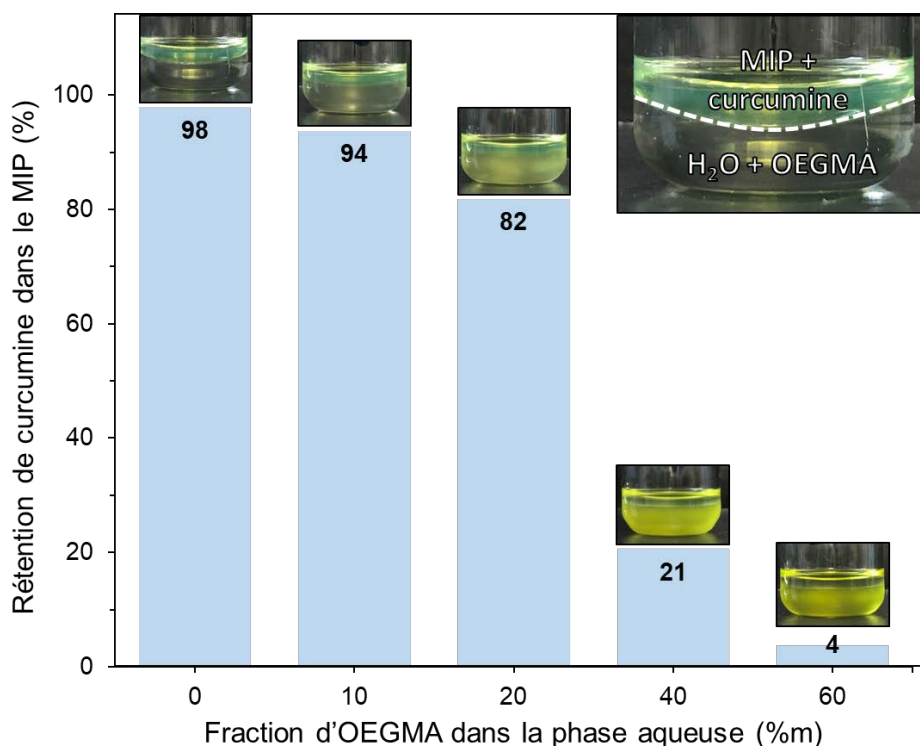 Rétention de curcumine dans le MIP (%)
100
80
60
40
20
0
98
94
82
21
4
MIP +
curcumine
H₂O + OEGMA
0 10 20 40 60
Fraction d'OEGMA dans la phase aqueuse (%m)